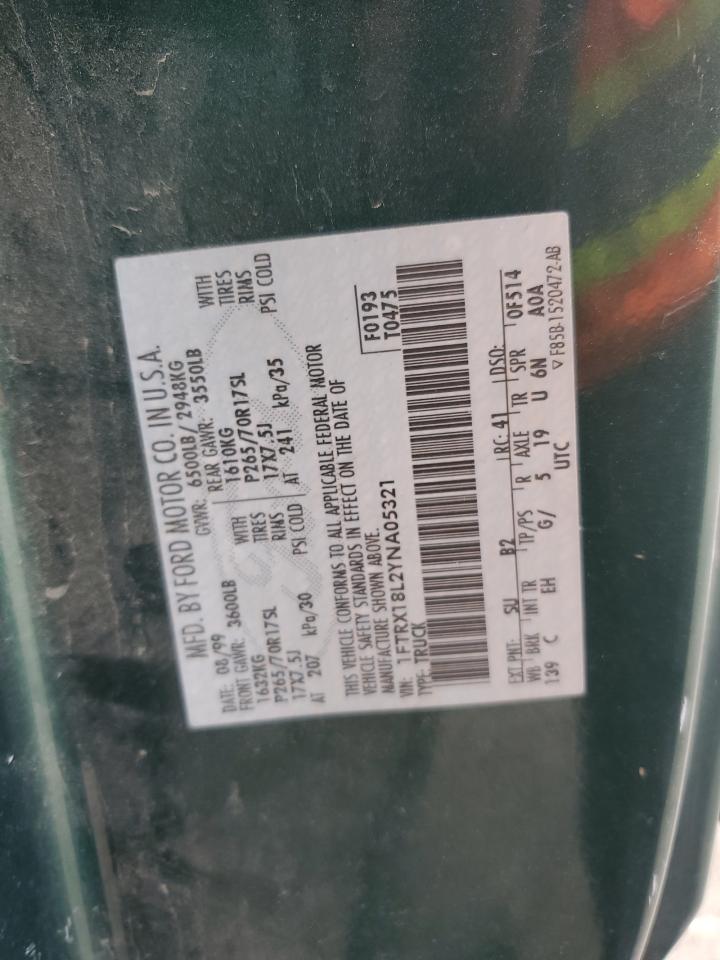 MFD. BY FORD MOTOR CO. IN U.S.A.
DATE: 08/99 GVWR: 6500LB/2948KG
FRONT GAWR: 3600LB REAR GAWR: 3550LB
1632KG WITH 1610KG WITH
P265/70R17SL TIRES P265/70R17SL TIRES
17X7.5J RIMS 17X7.5J RIMS
AT 207 kPa/30 PSI COLD AT 241 kPa/35 PSI COLD
THIS VEHICLE CONFORMS TO ALL APPLICABLE FEDERAL MOTOR
VEHICLE SAFETY STANDARDS IN EFFECT ON THE DATE OF
MANUFACTURE SHOWN ABOVE.
VIN: 1FTRX18L2YNA05321
TYPE: TRUCK
F0193
T0475
EXT PNT: SU B2 RC: 41 DSO: 0F514
WB BRK INT TR TP/PS R AXLE TR SPR
139 C EH G/ 5 19 U 6N A0A
UTC
▽F85B-1520472-AB